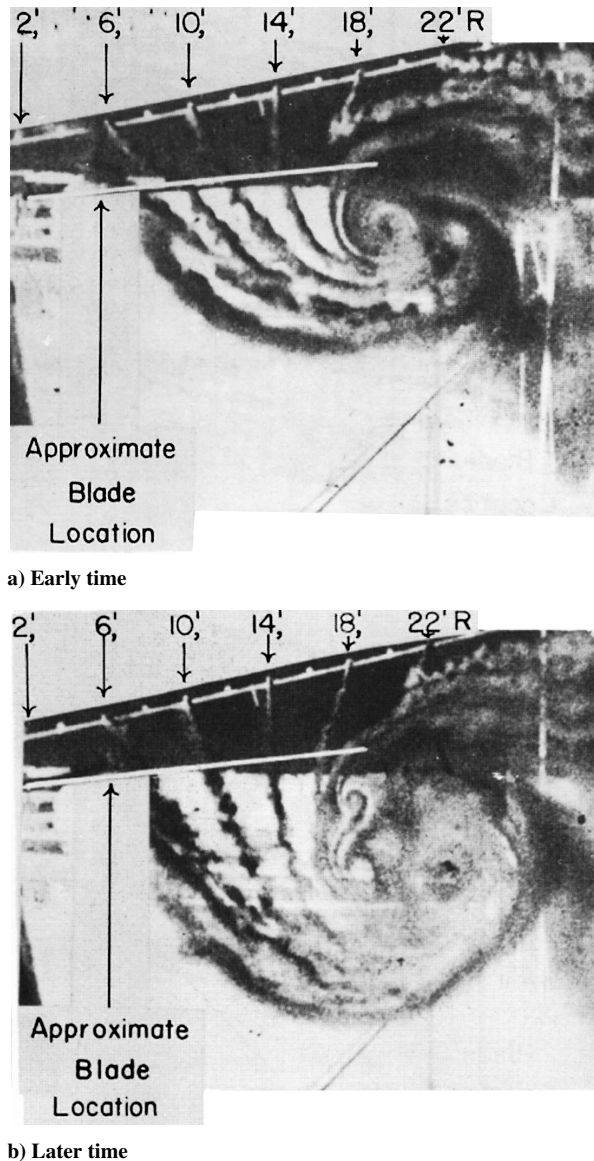 2', 6', 10', 14', 18', 22' R
Approximate
Blade
Location
a) Early time
2', 6', 10', 14', 18', 22' R
Approximate
Blade
Location
b) Later time